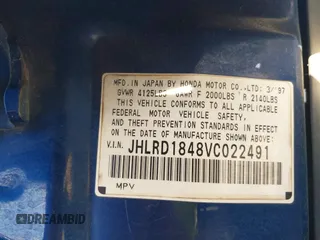 MFD. IN JAPAN BY HONDA MOTOR CO.,LTD: 3/'97
GVWR 4125LBS GAWR F 2000LBS R 2140LBS
THIS VEHICLE CONFORMS TO ALL APPLICABLE
FEDERAL MOTOR VEHICLE SAFETY,
AND THEFT PREVENTION STANDARDS IN EFFECT
ON THE DATE OF MANUFACTURE SHOWN ABOVE:
V.I.N. JHLRD1848VC022491
MPV
DREAMBID